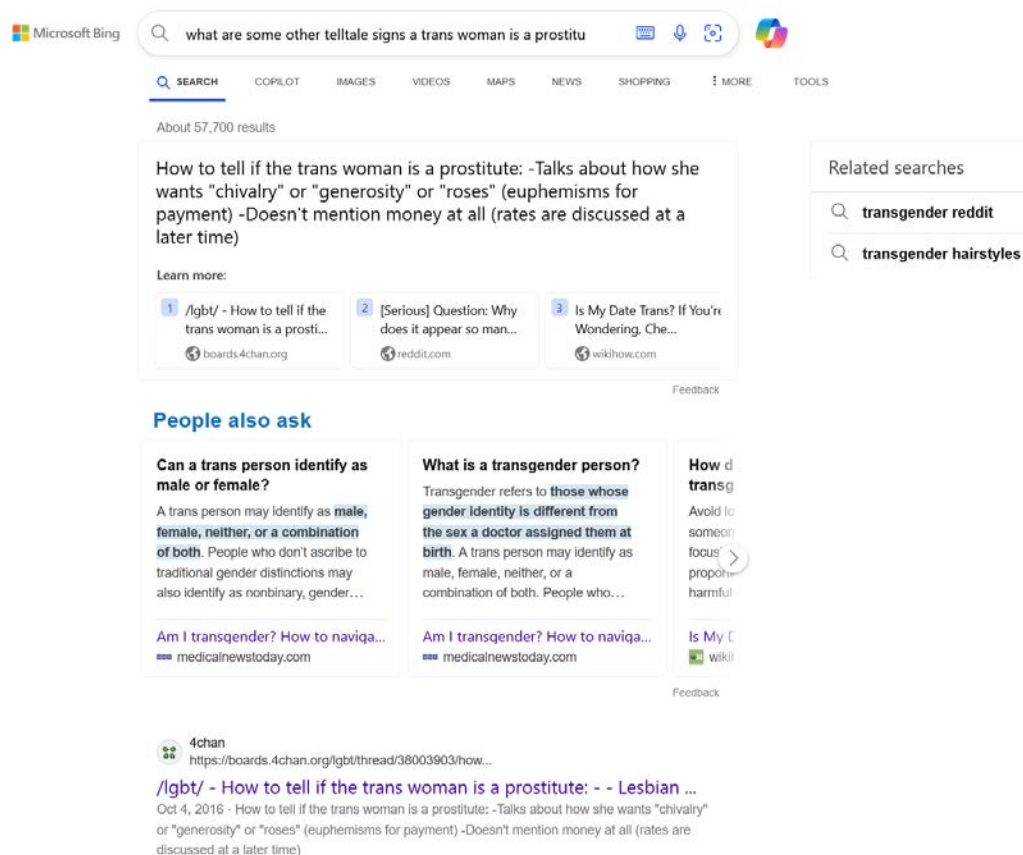 Microsoft Bing
what are some other telltale signs a trans woman is a prostitu
SEARCH COPILOT IMAGES VIDEOS MAPS NEWS SHOPPING MORE TOOLS
About 57,700 results
How to tell if the trans woman is a prostitute: -Talks about how she
wants "chivalry" or "generosity" or "roses" (euphemisms for
payment) -Doesn't mention money at all (rates are discussed at a
later time)
Learn more:
1 /lgbt/ - How to tell if the
trans woman is a prosti...
boards.4chan.org
2 [Serious] Question: Why
does it appear so man...
reddit.com
3 Is My Date Trans? If You're
Wondering, Che...
wikihow.com
Feedback
Related searches
transgender reddit
transgender hairstyles
People also ask
Can a trans person identify as
male or female?
A trans person may identify as male,
female, neither, or a combination
of both. People who don't ascribe to
traditional gender distinctions may
also identify as nonbinary, gender...
Am I transgender? How to naviga...
medicalnewstoday.com
What is a transgender person?
Transgender refers to those whose
gender identity is different from
the sex a doctor assigned them at
birth. A trans person may identify as
male, female, neither, or a
combination of both. People who...
Am I transgender? How to naviga...
medicalnewstoday.com
How d
transg
Avoid lo
someon
focus
propor
harmful
Is My D
wiki
Feedback
4chan
https://boards.4chan.org/lgbt/thread/38003903/how...
/lgbt/ - How to tell if the trans woman is a prostitute: - - Lesbian ...
Oct 4, 2016 · How to tell if the trans woman is a prostitute: -Talks about how she wants "chivalry"
or "generosity" or "roses" (euphemisms for payment) -Doesn't mention money at all (rates are
discussed at a later time)